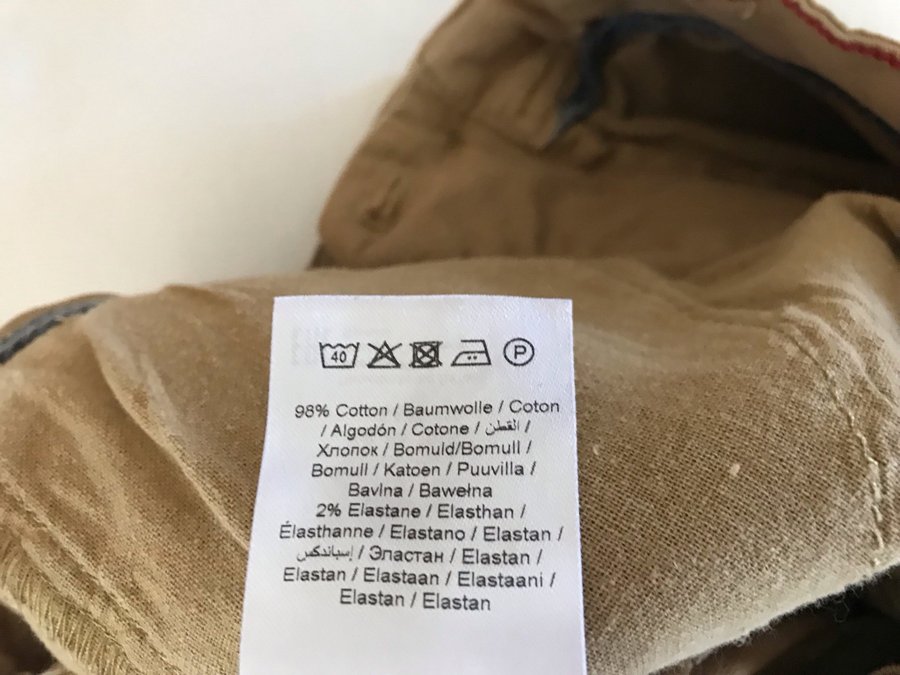 40
P
98% Cotton / Baumwolle / Coton
/ Algodón / Cotone / القطن /
Хлопок / Bomuld/Bomull /
Bomull / Katoen / Puuvilla /
Bavlna / Bawełna
2% Elastane / Elasthan /
Élasthanne / Elastano / Elastan /
إسباندكس / Эластан / Elastan /
Elastan / Elastaan / Elastaani /
Elastan / Elastan